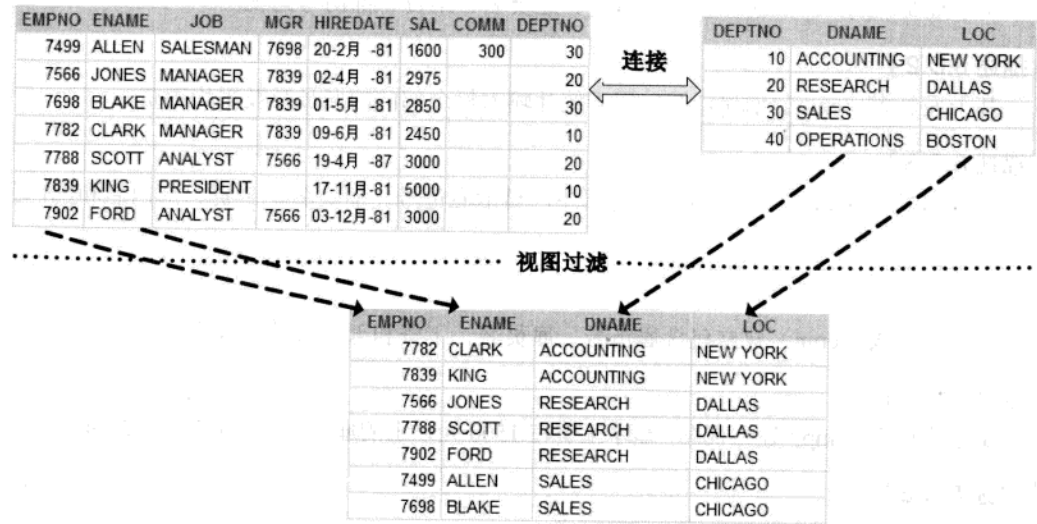 EMPNO ENAME JOB MGR HIREDATE SAL COMM DEPTNO
7499 ALLEN SALESMAN 7698 20-2月 -81 1600 300 30
7566 JONES MANAGER 7839 02-4月 -81 2975 20
7698 BLAKE MANAGER 7839 01-5月 -81 2850 30
7782 CLARK MANAGER 7839 09-6月 -81 2450 10
7788 SCOTT ANALYST 7566 19-4月 -87 3000 20
7839 KING PRESIDENT 17-11月-81 5000 10
7902 FORD ANALYST 7566 03-12月-81 3000 20
连接
DEPTNO DNAME LOC
10 ACCOUNTING NEW YORK
20 RESEARCH DALLAS
30 SALES CHICAGO
40 OPERATIONS BOSTON
视图过滤
EMPNO ENAME DNAME LOC
7782 CLARK ACCOUNTING NEW YORK
7839 KING ACCOUNTING NEW YORK
7566 JONES RESEARCH DALLAS
7788 SCOTT RESEARCH DALLAS
7902 FORD RESEARCH DALLAS
7499 ALLEN SALES CHICAGO
7698 BLAKE SALES CHICAGO